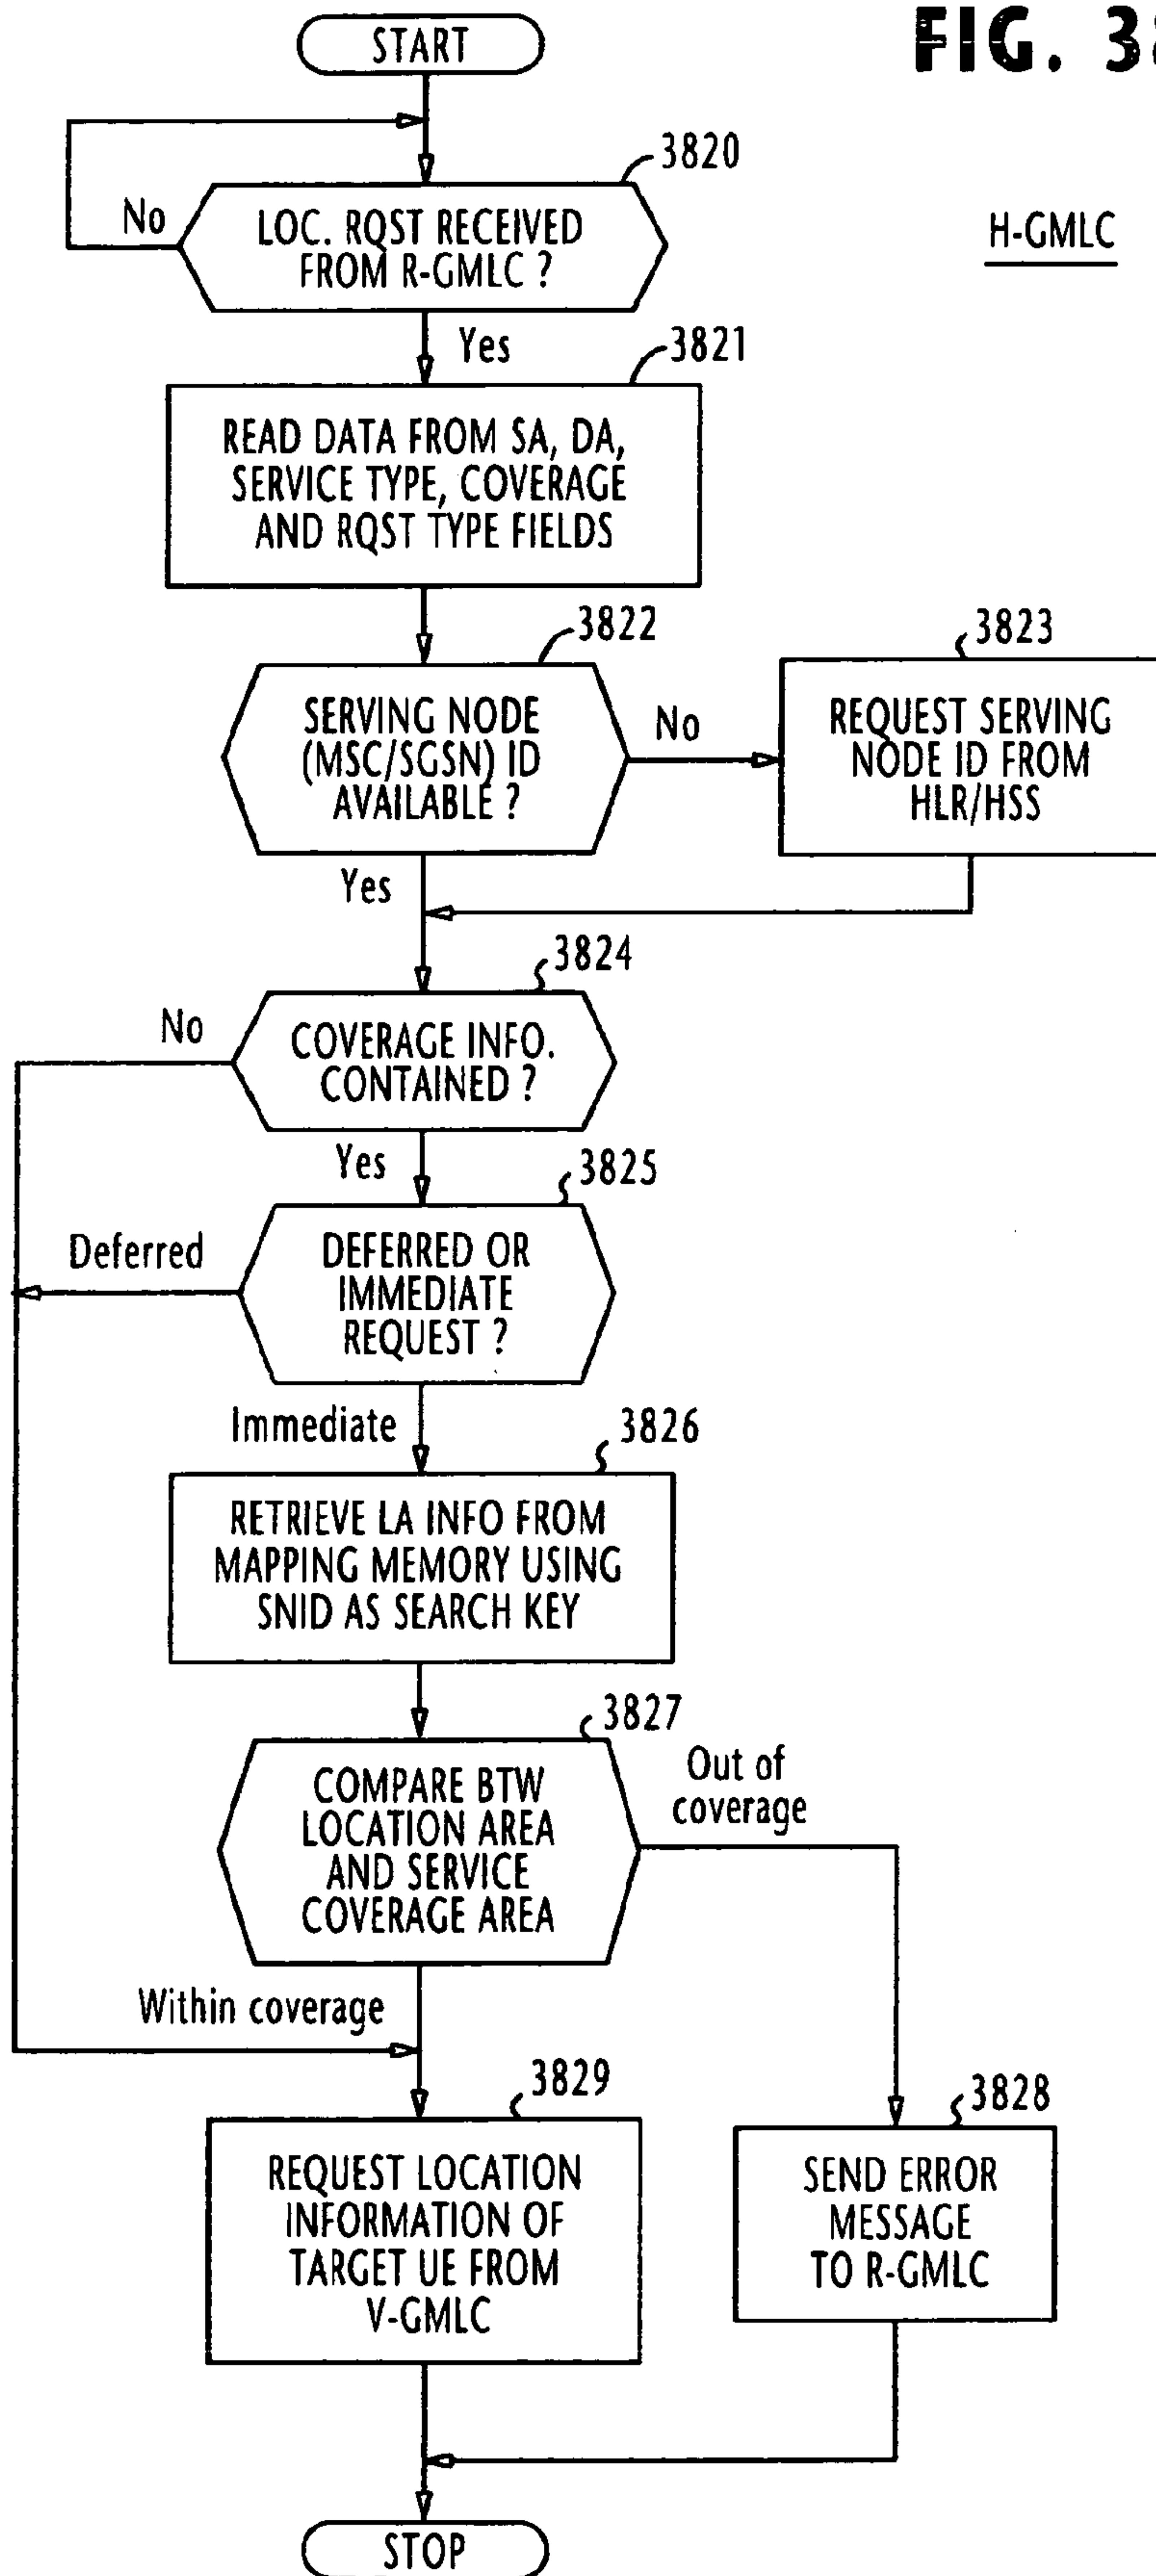 FIG. 38
START
3820
No
LOC. RQST RECEIVED
FROM R-GMLC ?
H-GMLC
Yes
3821
READ DATA FROM SA, DA,
SERVICE TYPE, COVERAGE
AND RQST TYPE FIELDS
3822
3823
SERVING NODE
(MSC/SGSN) ID
AVAILABLE ?
No
REQUEST SERVING
NODE ID FROM
HLR/HSS
Yes
3824
No
COVERAGE INFO.
CONTAINED ?
Yes
3825
Deferred
DEFERRED OR
IMMEDIATE
REQUEST ?
Immediate
3826
RETRIEVE LA INFO FROM
MAPPING MEMORY USING
SNID AS SEARCH KEY
3827
COMPARE BTW
LOCATION AREA
AND SERVICE
COVERAGE AREA
Out of
coverage
Within coverage
3829
3828
REQUEST LOCATION
INFORMATION OF
TARGET UE FROM
V-GMLC
SEND ERROR
MESSAGE
TO R-GMLC
STOP